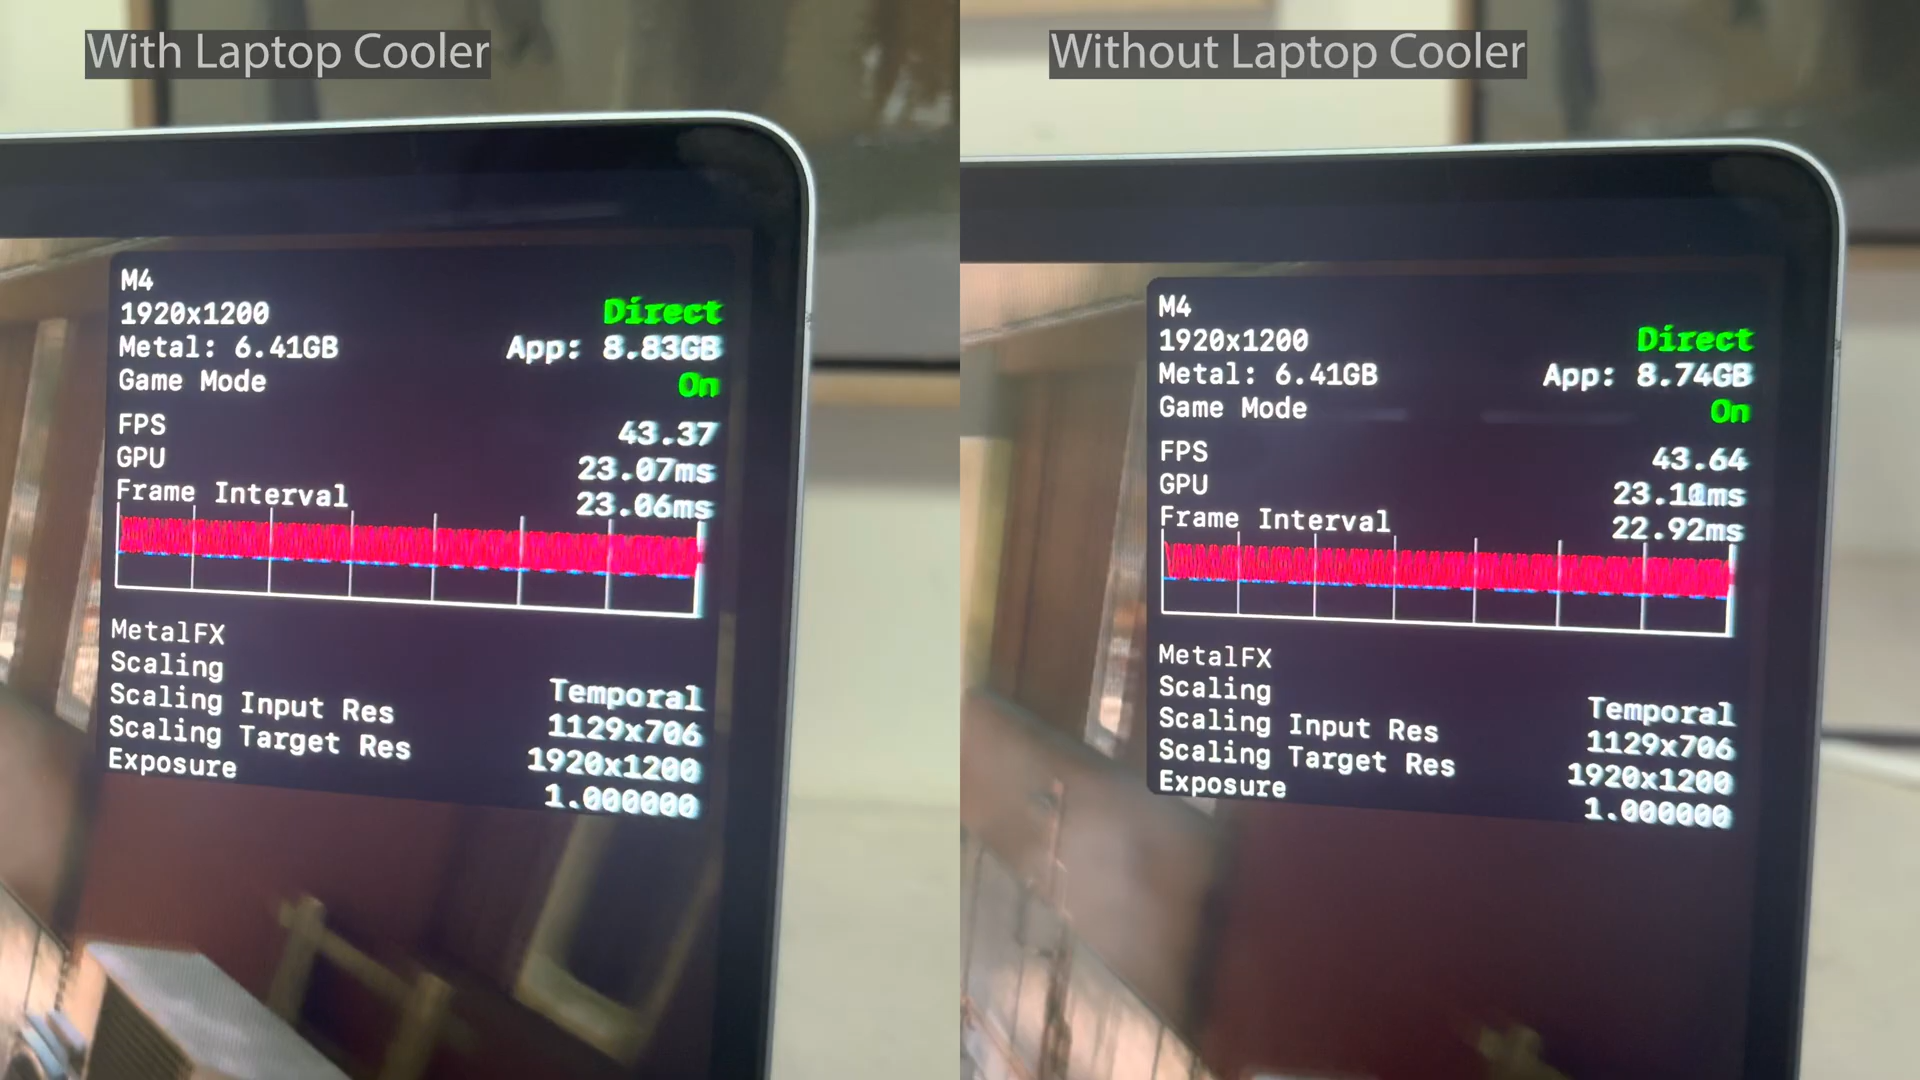 With Laptop Cooler
M4
1920x1200 Direct
Metal: 6.41GB App: 8.83GB
Game Mode On
FPS 43.37
GPU 23.07ms
Frame Interval 23.06ms
MetalFX
Scaling Temporal
Scaling Input Res 1129x706
Scaling Target Res 1920x1200
Exposure 1.000000
Without Laptop Cooler
M4
1920x1200 Direct
Metal: 6.41GB App: 8.74GB
Game Mode On
FPS 43.64
GPU
Frame Interval 22.92ms
MetalFX
Scaling Temporal
Scaling Input Res 1129x706
Scaling Target Res 1920x1200
Exposure 1.000000